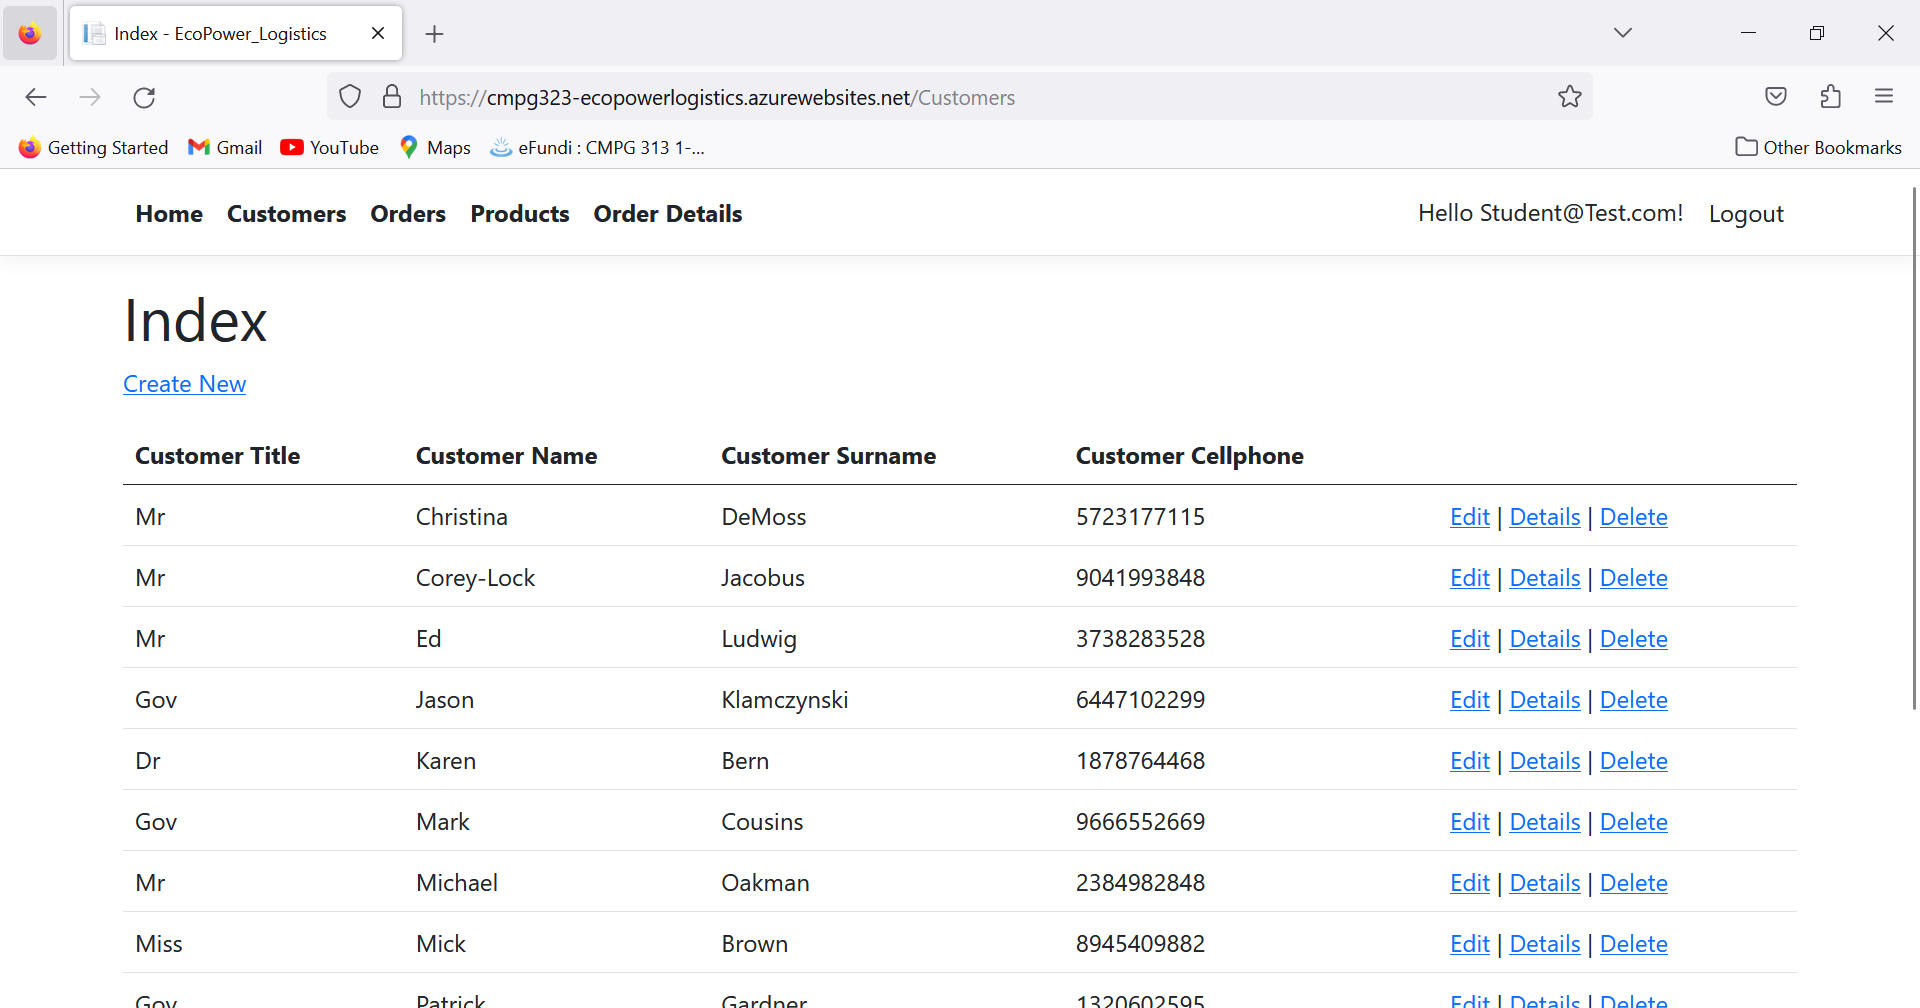 Index - EcoPower_Logistics
https://cmpg323-ecopowerlogistics.azurewebsites.net/Customers
Getting Started Gmail YouTube Maps eFundi : CMPG 313 1-... Other Bookmarks
Home Customers Orders Products Order Details Hello Student@Test.com! Logout
Index
Create New
Customer Title Customer Name Customer Surname Customer Cellphone
Mr Christina DeMoss 5723177115 Edit | Details | Delete
Mr Corey-Lock Jacobus 9041993848 Edit | Details | Delete
Mr Ed Ludwig 3738283528 Edit | Details | Delete
Gov Jason Klamczynski 6447102299 Edit | Details | Delete
Dr Karen Bern 1878764468 Edit | Details | Delete
Gov Mark Cousins 9666552669 Edit | Details | Delete
Mr Michael Oakman 2384982848 Edit | Details | Delete
Miss Mick Brown 8945409882 Edit | Details | Delete
Gov Patrick Gardner 1320602595 Edit | Details | Delete